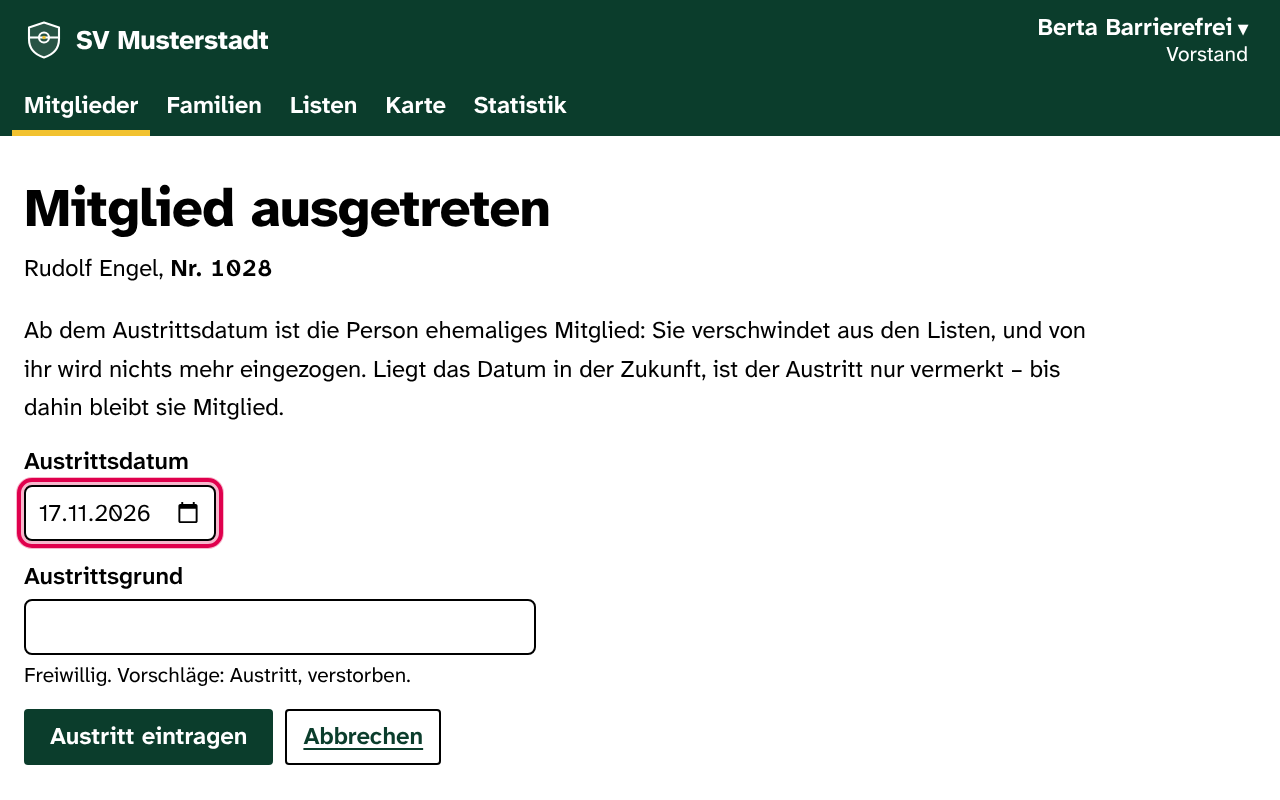 SV Musterstadt
Berta Barrierefrei ▾
Vorstand
Mitglieder Familien Listen Karte Statistik
Mitglied ausgetreten
Rudolf Engel, Nr. 1028
Ab dem Austrittsdatum ist die Person ehemaliges Mitglied: Sie verschwindet aus den Listen, und von
ihr wird nichts mehr eingezogen. Liegt das Datum in der Zukunft, ist der Austritt nur vermerkt – bis
dahin bleibt sie Mitglied.
Austrittsdatum
17.11.2026
Austrittsgrund
Freiwillig. Vorschläge: Austritt, verstorben.
Austritt eintragen Abbrechen